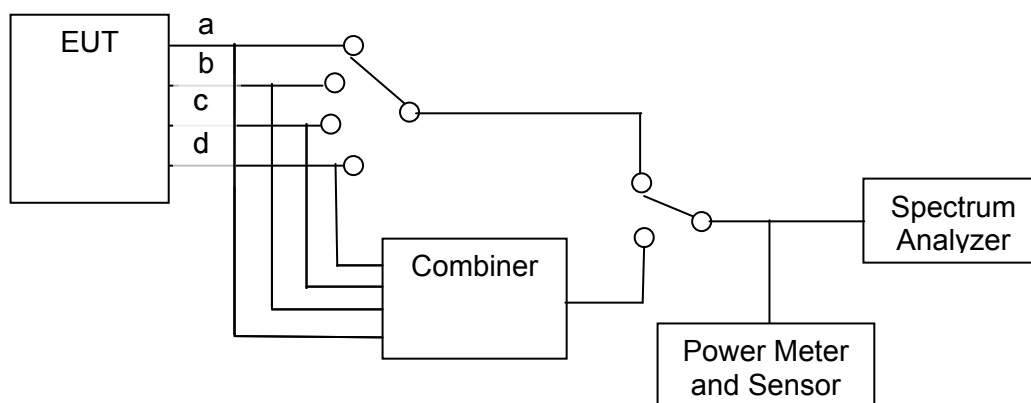 EUT
a
b
c
d
Combiner
Spectrum
Analyzer
Power Meter
and Sensor